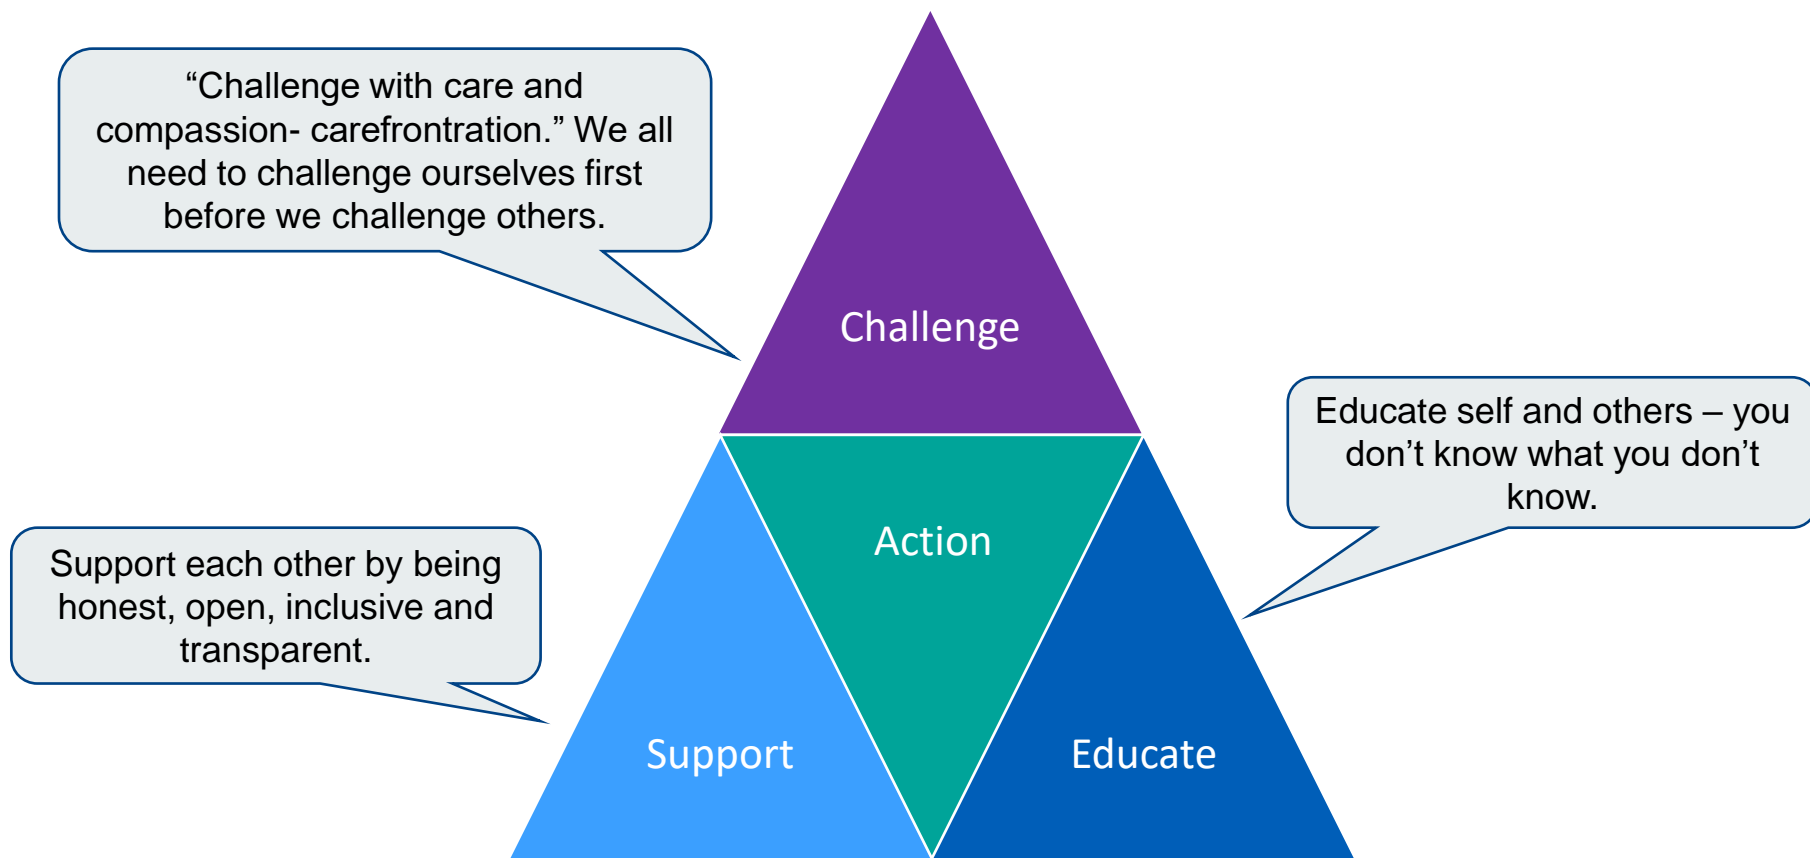 “Challenge with care and
compassion- carefrontration.” We all
need to challenge ourselves first
before we challenge others.
Challenge
Educate self and others – you
don’t know what you don’t
know.
Action
Support each other by being
honest, open, inclusive and
transparent.
Support
Educate